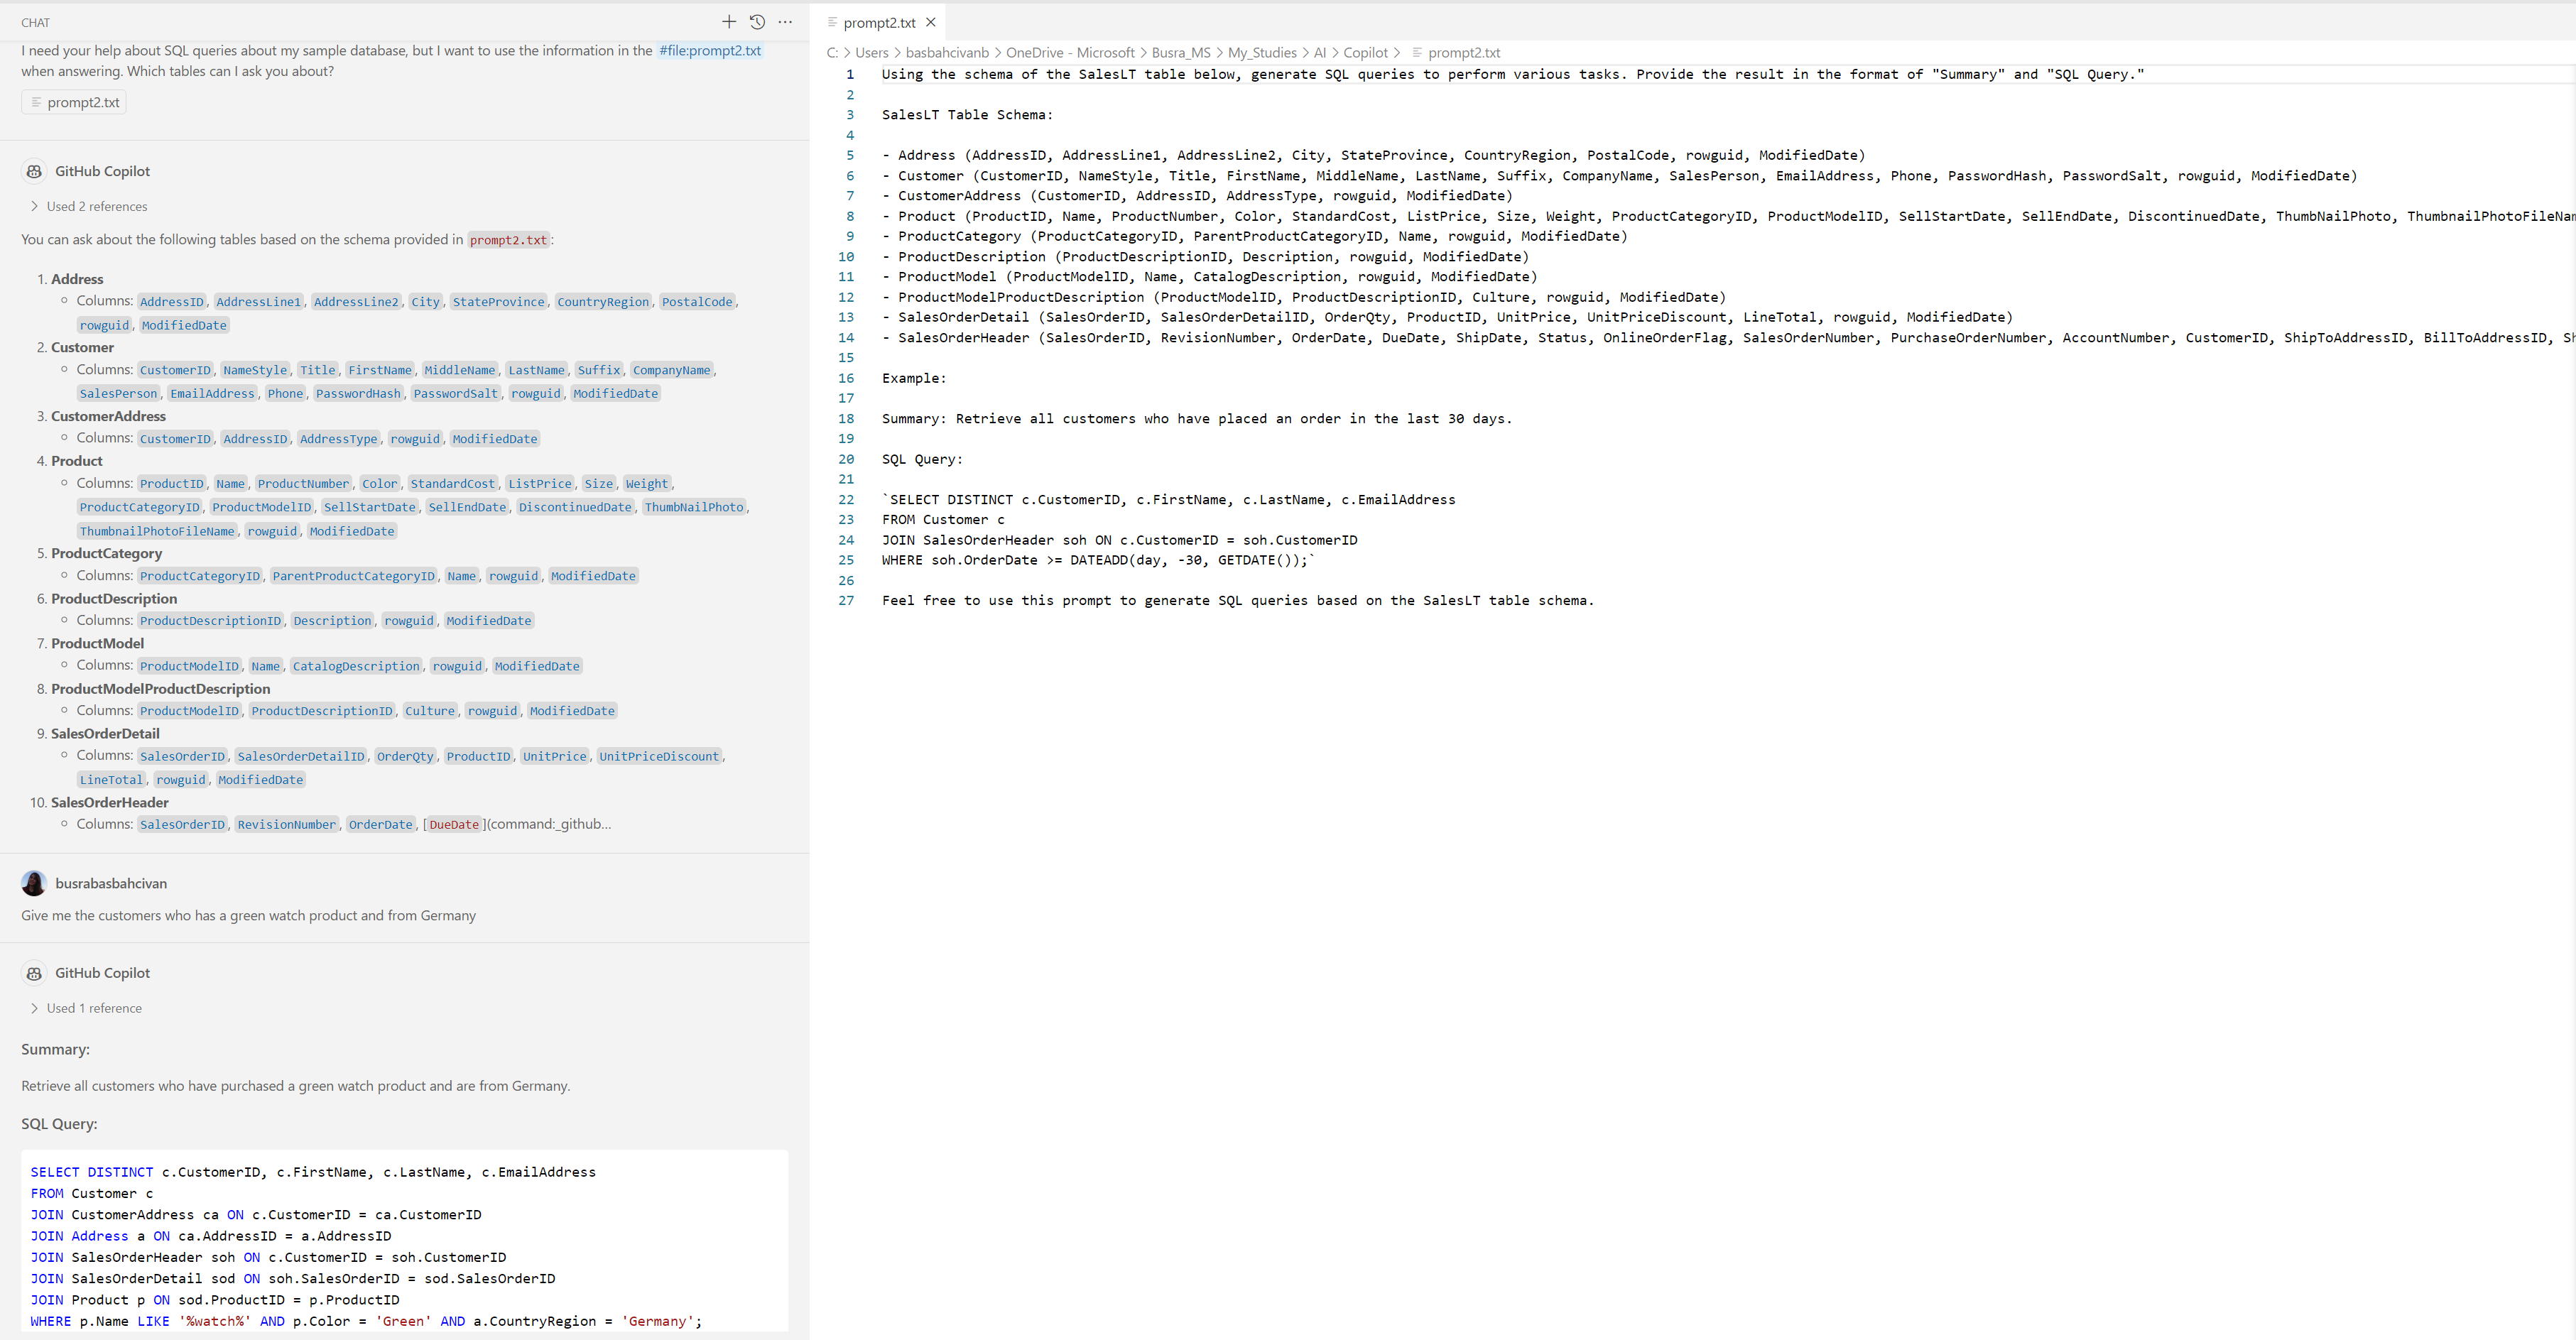 CHAT
I need your help about SQL queries about my sample database, but I want to use the information in the #file:prompt2.txt
when answering. Which tables can I ask you about?
prompt2.txt
GitHub Copilot
Used 2 references
You can ask about the following tables based on the schema provided in prompt2.txt:
1. Address
Columns: AddressID, AddressLine1, AddressLine2, City, StateProvince, CountryRegion, PostalCode,
rowguid, ModifiedDate
2. Customer
Columns: CustomerID, NameStyle, Title, FirstName, MiddleName, LastName, Suffix, CompanyName,
SalesPerson, EmailAddress, Phone, PasswordHash, PasswordSalt, rowguid, ModifiedDate
3. CustomerAddress
Columns: CustomerID, AddressID, AddressType, rowguid, ModifiedDate
4. Product
Columns: ProductID, Name, ProductNumber, Color, StandardCost, ListPrice, Size, Weight,
ProductCategoryID, ProductModelID, SellStartDate, SellEndDate, DiscontinuedDate, ThumbNailPhoto,
ThumbnailPhotoFileName, rowguid, ModifiedDate
5. ProductCategory
Columns: ProductCategoryID, ParentProductCategoryID, Name, rowguid, ModifiedDate
6. ProductDescription
Columns: ProductDescriptionID, Description, rowguid, ModifiedDate
7. ProductModel
Columns: ProductModelID, Name, CatalogDescription, rowguid, ModifiedDate
8. ProductModelProductDescription
Columns: ProductModelID, ProductDescriptionID, Culture, rowguid, ModifiedDate
9. SalesOrderDetail
Columns: SalesOrderID, SalesOrderDetailID, OrderQty, ProductID, UnitPrice, UnitPriceDiscount,
LineTotal, rowguid, ModifiedDate
10. SalesOrderHeader
Columns: SalesOrderID, RevisionNumber, OrderDate, [DueDate](command:_github...
busrabasbahcivan
Give me the customers who has a green watch product and from Germany
GitHub Copilot
Used 1 reference
Summary:
Retrieve all customers who have purchased a green watch product and are from Germany.
SQL Query:
SELECT DISTINCT c.CustomerID, c.FirstName, c.LastName, c.EmailAddress
FROM Customer c
JOIN CustomerAddress ca ON c.CustomerID = ca.CustomerID
JOIN Address a ON ca.AddressID = a.AddressID
JOIN SalesOrderHeader soh ON c.CustomerID = soh.CustomerID
JOIN SalesOrderDetail sod ON soh.SalesOrderID = sod.SalesOrderID
JOIN Product p ON sod.ProductID = p.ProductID
WHERE p.Name LIKE '%watch%' AND p.Color = 'Green' AND a.CountryRegion = 'Germany';
prompt2.txt
C: > Users > basbahcivanb > OneDrive - Microsoft > Busra_MS > My_Studies > AI > Copilot > prompt2.txt
1 Using the schema of the SalesLT table below, generate SQL queries to perform various tasks. Provide the result in the format of "Summary" and "SQL Query."
2
3 SalesLT Table Schema:
4
5 - Address (AddressID, AddressLine1, AddressLine2, City, StateProvince, CountryRegion, PostalCode, rowguid, ModifiedDate)
6 - Customer (CustomerID, NameStyle, Title, FirstName, MiddleName, LastName, Suffix, CompanyName, SalesPerson, EmailAddress, Phone, PasswordHash, PasswordSalt, rowguid, ModifiedDate)
7 - CustomerAddress (CustomerID, AddressID, AddressType, rowguid, ModifiedDate)
8 - Product (ProductID, Name, ProductNumber, Color, StandardCost, ListPrice, Size, Weight, ProductCategoryID, ProductModelID, SellStartDate, SellEndDate, DiscontinuedDate, ThumbNailPhoto,
9 - ProductCategory (ProductCategoryID, ParentProductCategoryID, Name, rowguid, ModifiedDate)
10 - ProductDescription (ProductDescriptionID, Description, rowguid, ModifiedDate)
11 - ProductModel (ProductModelID, Name, CatalogDescription, rowguid, ModifiedDate)
12 - ProductModelProductDescription (ProductModelID, ProductDescriptionID, Culture, rowguid, ModifiedDate)
13 - SalesOrderDetail (SalesOrderID, SalesOrderDetailID, OrderQty, ProductID, UnitPrice, UnitPriceDiscount, LineTotal, rowguid, ModifiedDate)
14 - SalesOrderHeader (SalesOrderID, RevisionNumber, OrderDate, DueDate, ShipDate, Status, OnlineOrderFlag, SalesOrderNumber, PurchaseOrderNumber, AccountNumber, CustomerID, ShipToAddressID, BillToAddressID,
15
16 Example:
17
18 Summary: Retrieve all customers who have placed an order in the last 30 days.
19
20 SQL Query:
21
22 `SELECT DISTINCT c.CustomerID, c.FirstName, c.LastName, c.EmailAddress
23 FROM Customer c
24 JOIN SalesOrderHeader soh ON c.CustomerID = soh.CustomerID
25 WHERE soh.OrderDate >= DATEADD(day, -30, GETDATE());`
26
27 Feel free to use this prompt to generate SQL queries based on the SalesLT table schema.